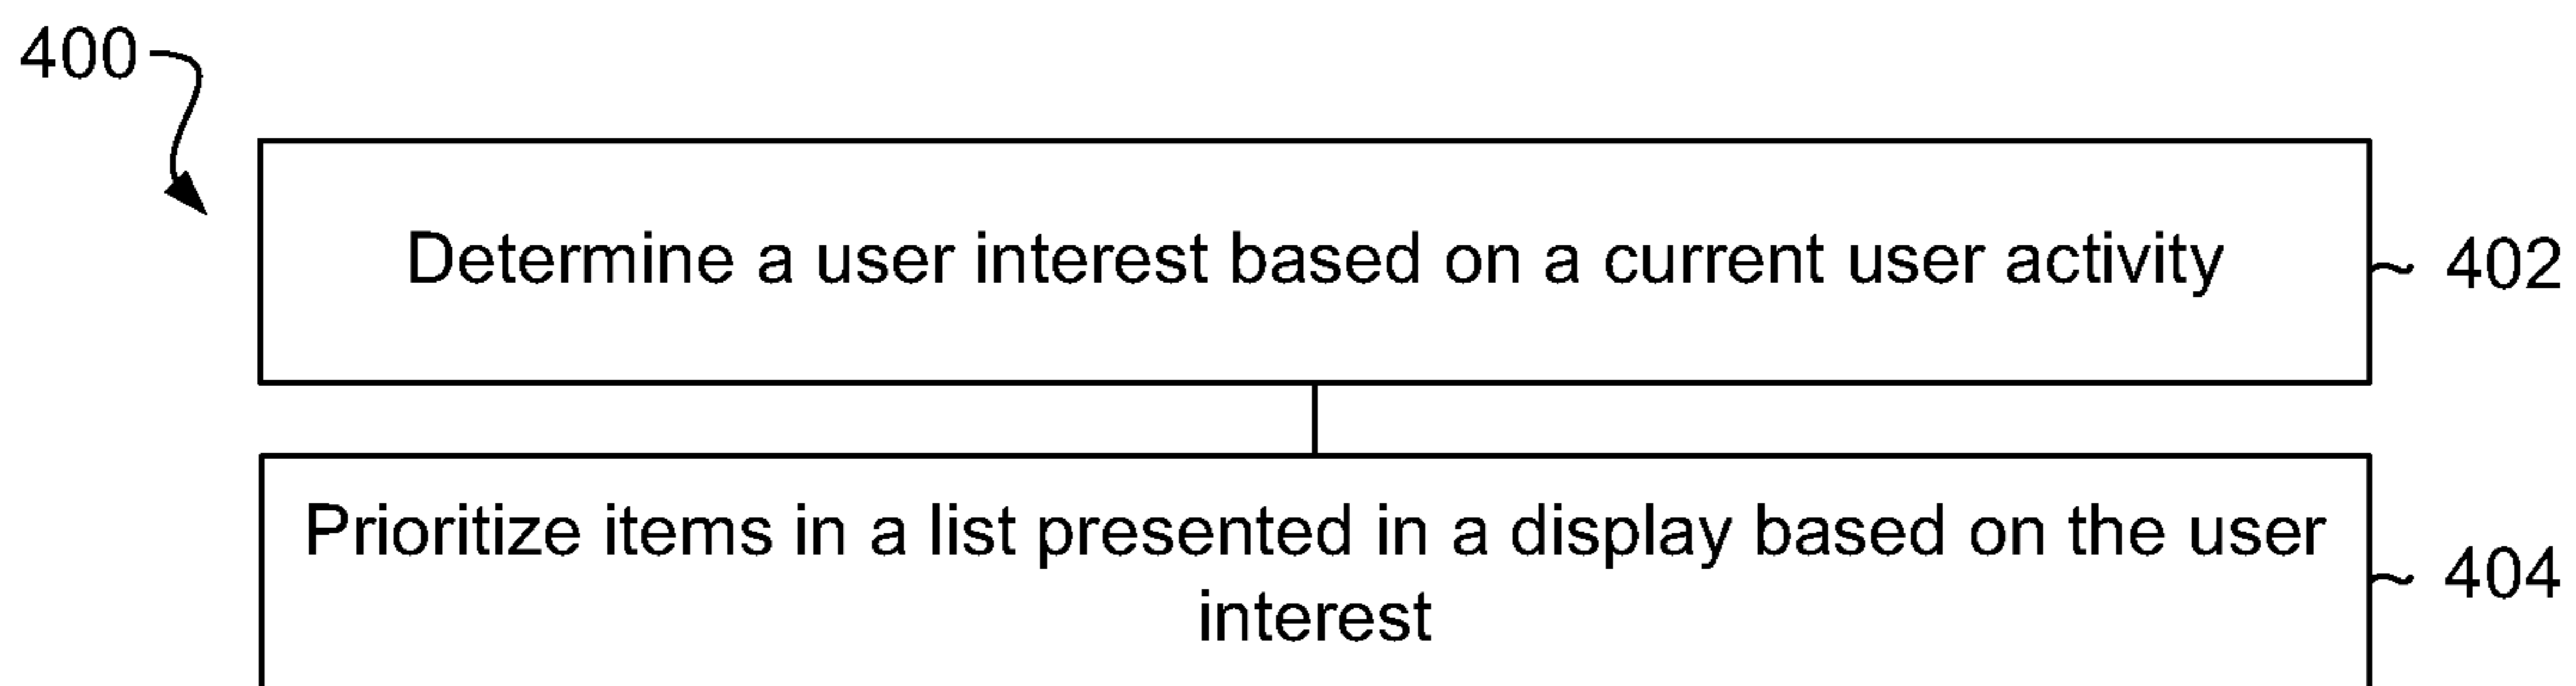 400
Determine a user interest based on a current user activity
402
Prioritize items in a list presented in a display based on the user
interest
404